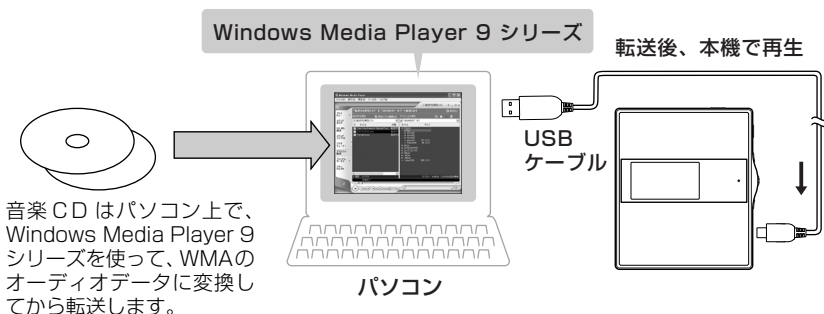 Windows Media Player 9 シリーズ
転送後、本機で再生
USB
ケーブル
音楽CDはパソコン上で、
Windows Media Player 9
シリーズを使って、WMAの
オーディオデータに変換し
てから転送します。
パソコン